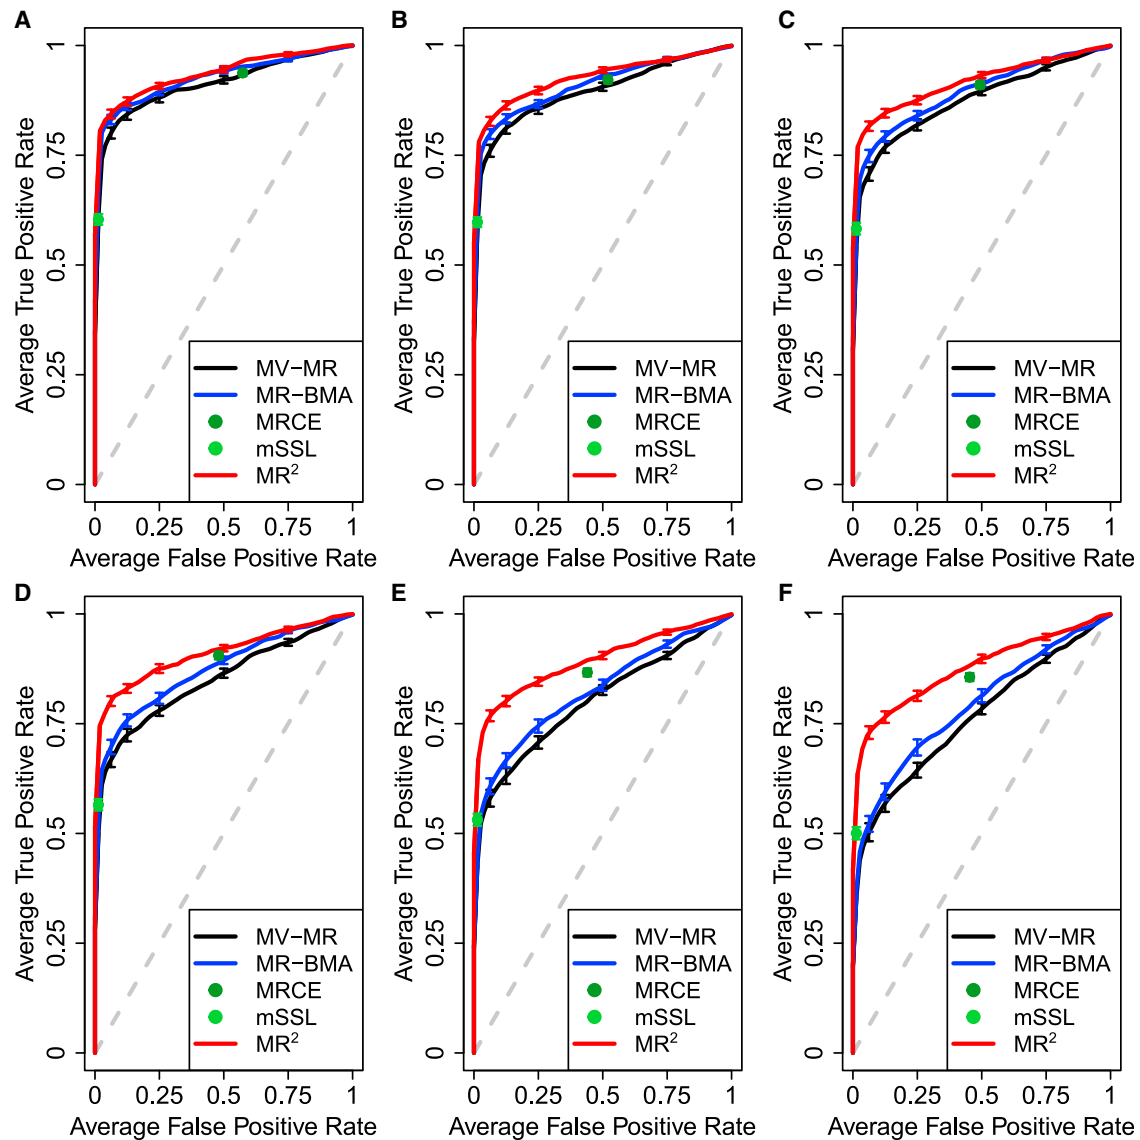 A
Average True Positive Rate
0 0.25 0.5 0.75 1
MV−MR
MR−BMA
MRCE
mSSL
MR²
0 0.25 0.5 0.75 1
Average False Positive Rate
B
Average True Positive Rate
0 0.25 0.5 0.75 1
MV−MR
MR−BMA
MRCE
mSSL
MR²
0 0.25 0.5 0.75 1
Average False Positive Rate
C
Average True Positive Rate
0 0.25 0.5 0.75 1
MV−MR
MR−BMA
MRCE
mSSL
MR²
0 0.25 0.5 0.75 1
Average False Positive Rate
D
Average True Positive Rate
0 0.25 0.5 0.75 1
MV−MR
MR−BMA
MRCE
mSSL
MR²
0 0.25 0.5 0.75 1
Average False Positive Rate
E
Average True Positive Rate
0 0.25 0.5 0.75 1
MV−MR
MR−BMA
MRCE
mSSL
MR²
0 0.25 0.5 0.75 1
Average False Positive Rate
F
Average True Positive Rate
0 0.25 0.5 0.75 1
MV−MR
MR−BMA
MRCE
mSSL
MR²
0 0.25 0.5 0.75 1
Average False Positive Rate